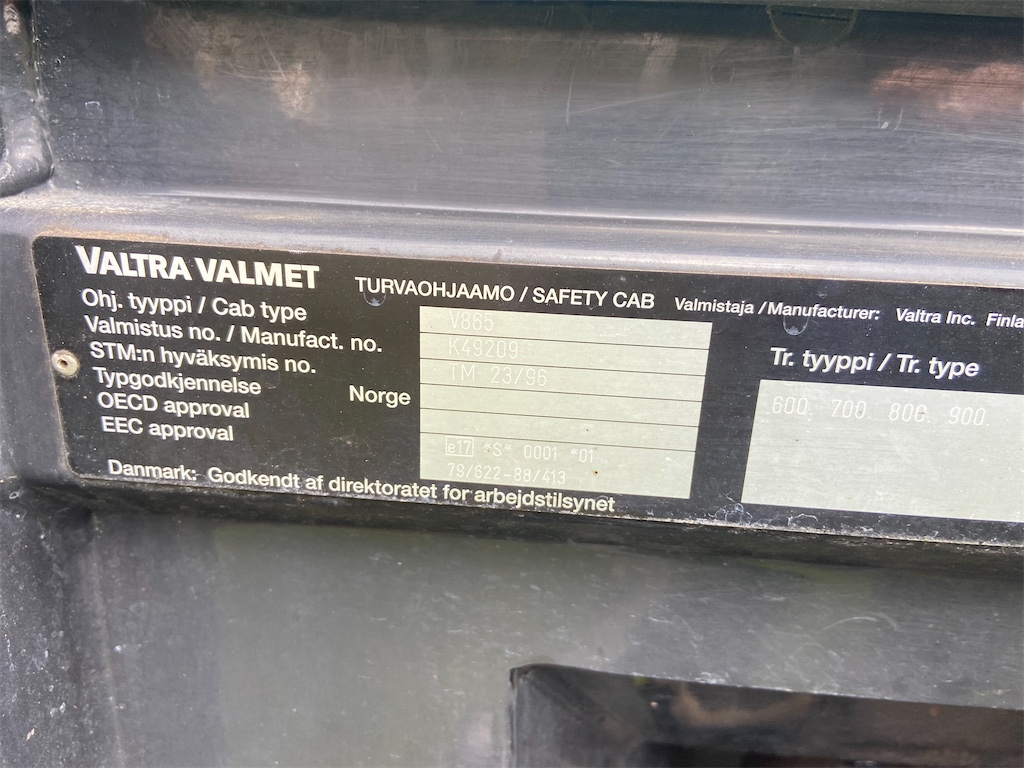 VALTRA VALMET TURVAOHJAAMO / SAFETY CAB Valmistaja / Manufacturer: Valtra Inc. Finla
Ohj. tyyppi / Cab type V865
Valmistus no. / Manufact. no. K49209
STM:n hyväksymis no. TM 23/96
Typgodkjennelse Norge
OECD approval
EEC approval e17 *S* 0001 *01
79/622-88/413
Danmark: Godkendt af direktoratet for arbejdstilsynet
Tr. tyyppi / Tr. type
600. 700. 800. 900.